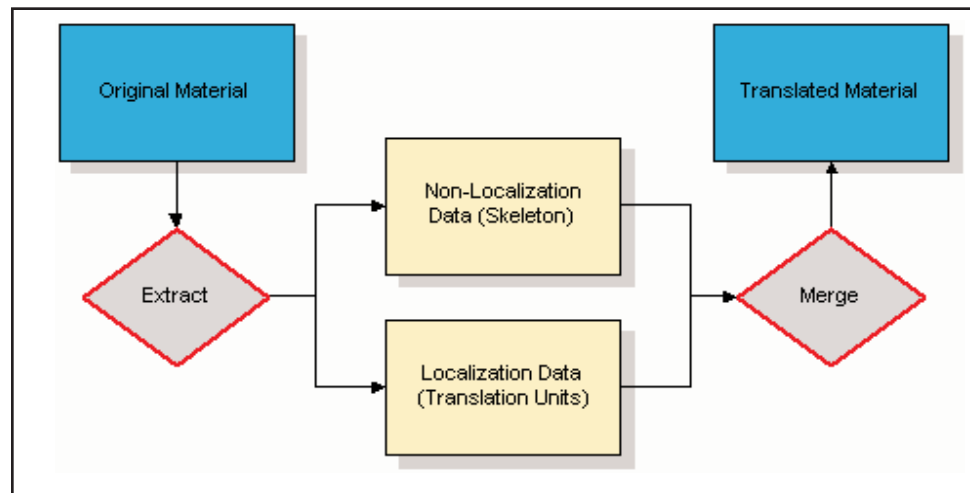 Original Material
Translated Material
Non-Localization
Data (Skeleton)
Extract
Merge
Localization Data
(Translation Units)